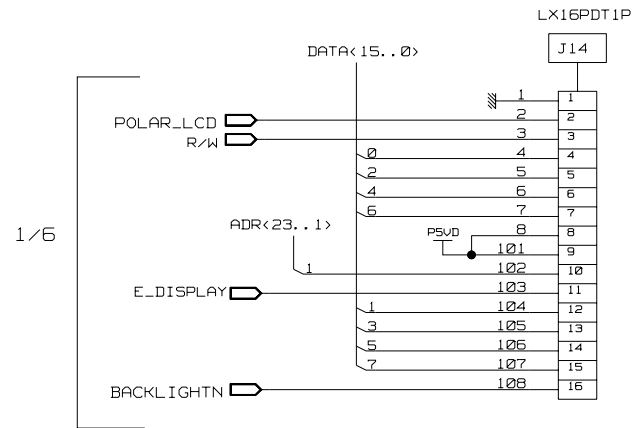 LX16PDT1P
J14
DATA<15..0>
1 1
POLAR_LCD 2 2
R/W 3 3
0 4 4
2 5 5
4 6 6
6 7 7
1/6
ADR<23..1>
P5VD 8 8
101 9
1 102 10
E_DISPLAY 103 11
1 104 12
3 105 13
5 106 14
7 107 15
BACKLIGHTN 108 16